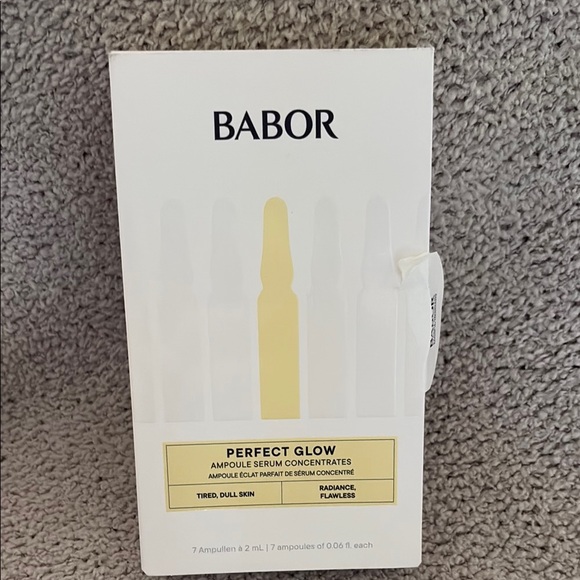 BABOR
PERFECT GLOW
AMPOULE SERUM CONCENTRATES
AMPOULE ÉCLAT PARFAIT DE SÉRUM CONCENTRÉ
TIRED, DULL SKIN
RADIANCE,
FLAWLESS
7 Ampullen à 2 mL | 7 ampoules of 0.06 fl. each